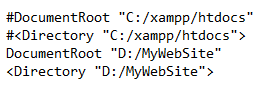 #DocumentRoot "C:/xampp/htdocs"
#<Directory "C:/xampp/htdocs">
DocumentRoot "D:/MyWebSite"
<Directory "D:/MyWebSite">